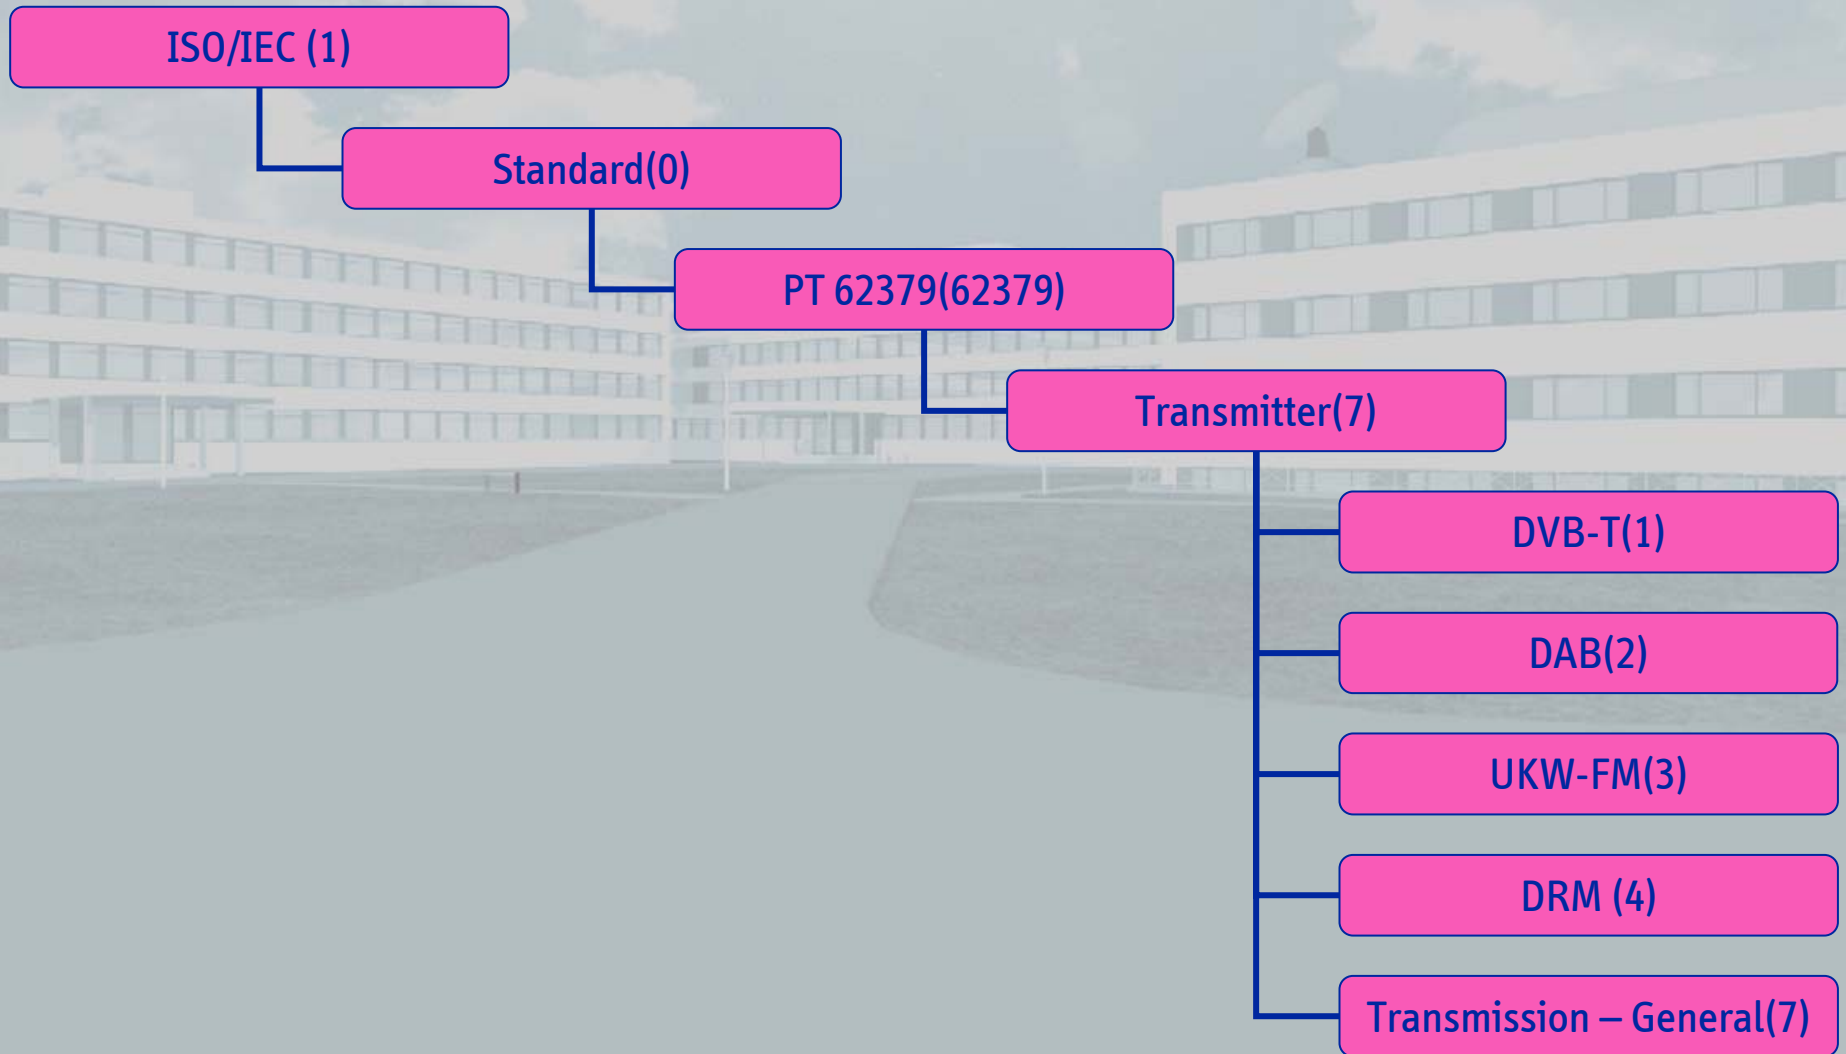 ISO/IEC (1)
Standard(0)
PT 62379(62379)
Transmitter(7)
DVB-T(1)
DAB(2)
UKW-FM(3)
DRM (4)
Transmission – General(7)